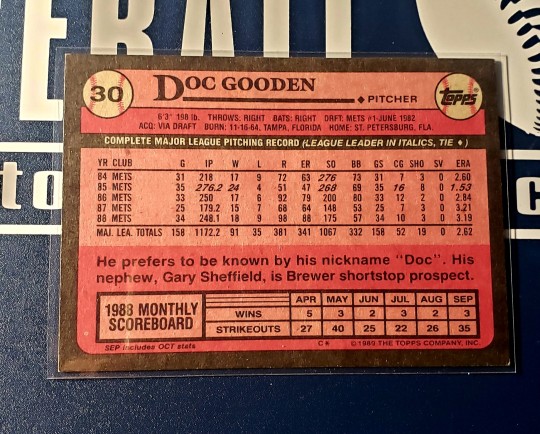 BALL
30
DOC GOODEN
♦ PITCHER
Topps
6'3" 198 lb. THROWS: RIGHT BATS: RIGHT DRFT: METS #1-JUNE 1982
ACQ: VIA DRAFT BORN: 11-16-64, TAMPA, FLORIDA HOME: ST. PETERSBURG, FLA.
COMPLETE MAJOR LEAGUE PITCHING RECORD (LEAGUE LEADER IN ITALICS, TIE ♦)
YR CLUB G IP W L R ER SO BB GS CG SHO SV ERA
84 METS 31 218 17 9 72 63 276 73 31 7 3 0 2.60
85 METS 35 276.2 24 4 51 47 268 69 35 16 8 0 1.53
86 METS 33 250 17 6 92 79 200 80 33 12 2 0 2.84
87 METS 25 179.2 15 7 68 64 148 53 25 7 3 0 3.21
88 METS 34 248.1 18 9 98 88 175 57 34 10 3 0 3.19
MAJ. LEA. TOTALS 158 1172.2 91 35 381 341 1067 332 158 52 19 0 2.62
He prefers to be known by his nickname "Doc". His
nephew, Gary Sheffield, is Brewer shortstop prospect.
1988 MONTHLY
SCOREBOARD
APR MAY JUN JUL AUG SEP
WINS 5 3 2 3 2 3
STRIKEOUTS 27 40 25 22 26 35
SEP includes OCT stats
C* © 1989 THE TOPPS COMPANY, INC.